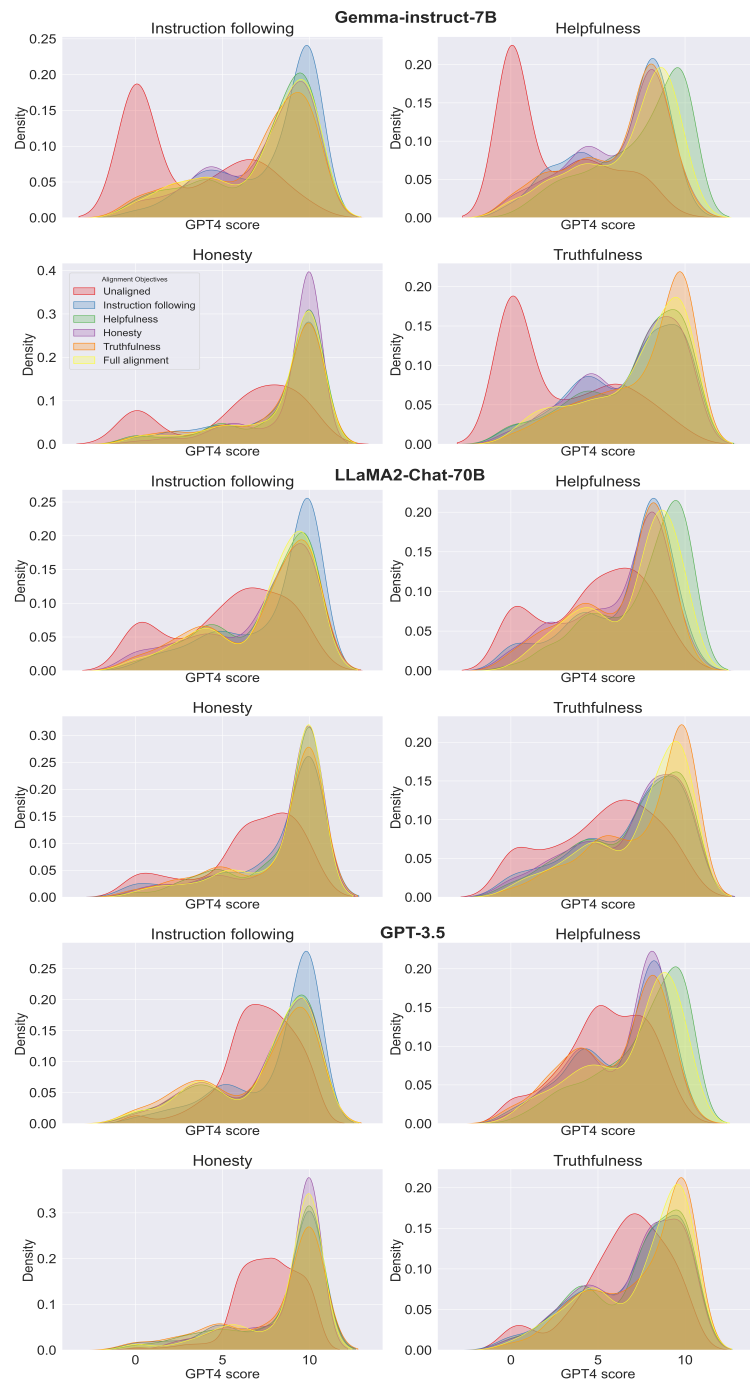 Gemma-instruct-7B
Instruction following
Helpfulness
0.25
0.20
0.15
0.10
0.05
0.00
Density
GPT4 score
0.20
0.15
0.10
0.05
0.00
Density
GPT4 score
Honesty
Truthfulness
0.4
0.3
0.2
0.1
0.0
Density
Alignment Objectives
Unaligned
Instruction following
Helpfulness
Honesty
Truthfulness
Full alignment
GPT4 score
0.20
0.15
0.10
0.05
0.00
Density
GPT4 score
LLaMA2-Chat-70B
Instruction following
Helpfulness
0.25
0.20
0.15
0.10
0.05
0.00
Density
GPT4 score
0.20
0.15
0.10
0.05
0.00
Density
GPT4 score
Honesty
Truthfulness
0.30
0.25
0.20
0.15
0.10
0.05
0.00
Density
GPT4 score
0.20
0.15
0.10
0.05
0.00
Density
GPT4 score
GPT-3.5
Instruction following
Helpfulness
0.25
0.20
0.15
0.10
0.05
0.00
Density
GPT4 score
0.20
0.15
0.10
0.05
0.00
Density
GPT4 score
Honesty
Truthfulness
0.3
0.2
0.1
0.0
Density
0 5 10
GPT4 score
0.20
0.15
0.10
0.05
0.00
Density
0 5 10
GPT4 score